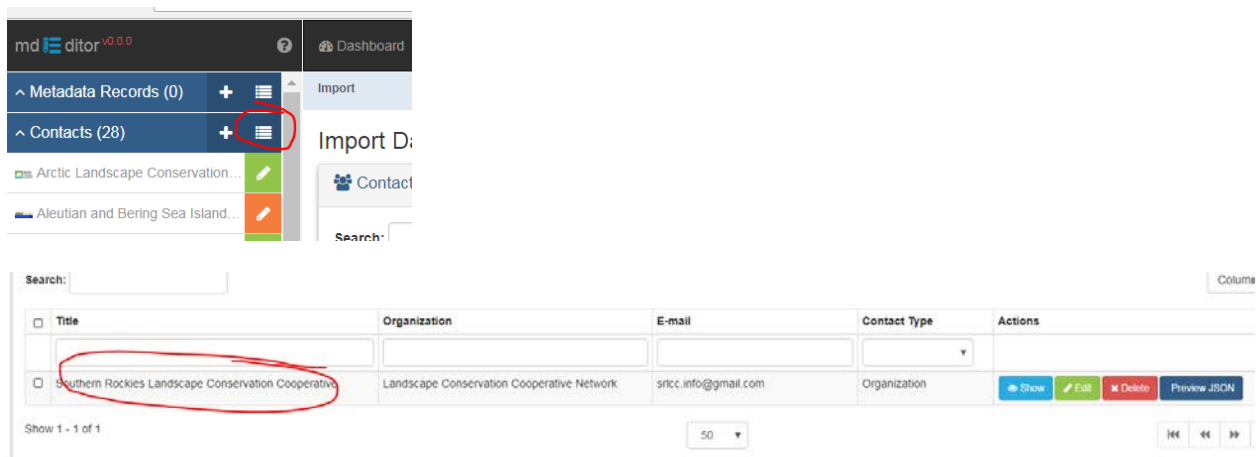 md ditor v0.0.0
Dashboard
Metadata Records (0)
Import
Contacts (28)
Import Da
Arctic Landscape Conservation...
Contact
Aleutian and Bering Sea Island...
Search:
Search:
Colum
Title Organization E-mail Contact Type Actions
Southern Rockies Landscape Conservation Cooperative Landscape Conservation Cooperative Network srlcc.info@gmail.com Organization Show Edit Delete Preview JSON
Show 1 - 1 of 1
50